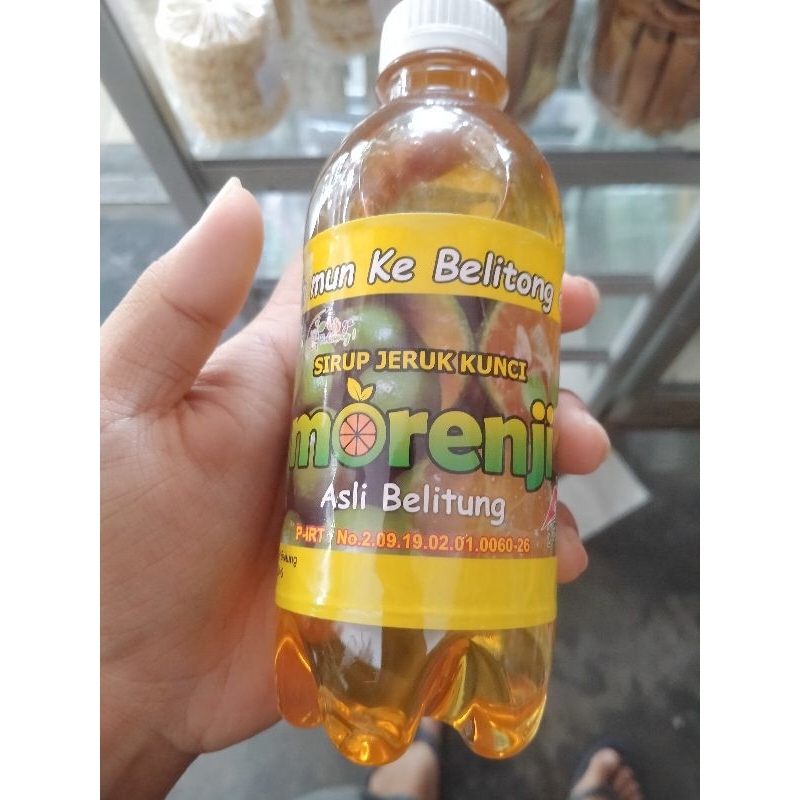 mun Ke Belitong
SIRUP JERUK KUNCI
morenji
Asli Belitung
P-IRT : No.2.09.19.02.01.0060-26